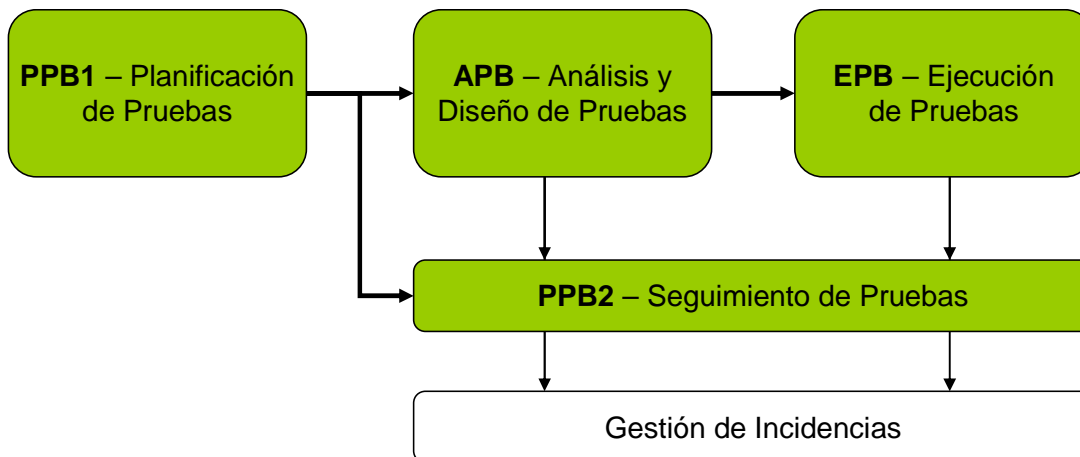 PPB1 – Planificación
de Pruebas
APB – Análisis y
Diseño de Pruebas
EPB – Ejecución
de Pruebas
PPB2 – Seguimiento de Pruebas
Gestión de Incidencias